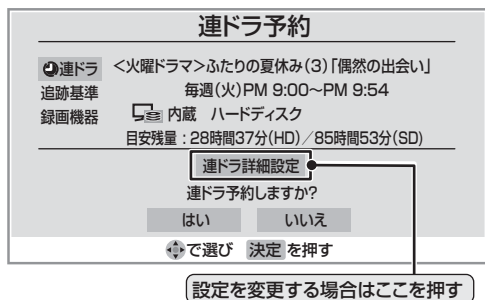 連ドラ予約
連ドラ <火曜ドラマ>ふたりの夏休み(3)「偶然の出会い」
追跡基準 毎週(火)PM 9:00~PM 9:54
録画機器 内蔵 ハードディスク
目安残量:28時間37分(HD)/85時間53分(SD)
連ドラ詳細設定
連ドラ予約しますか?
はい いいえ
で選び 決定 を押す
設定を変更する場合はここを押す